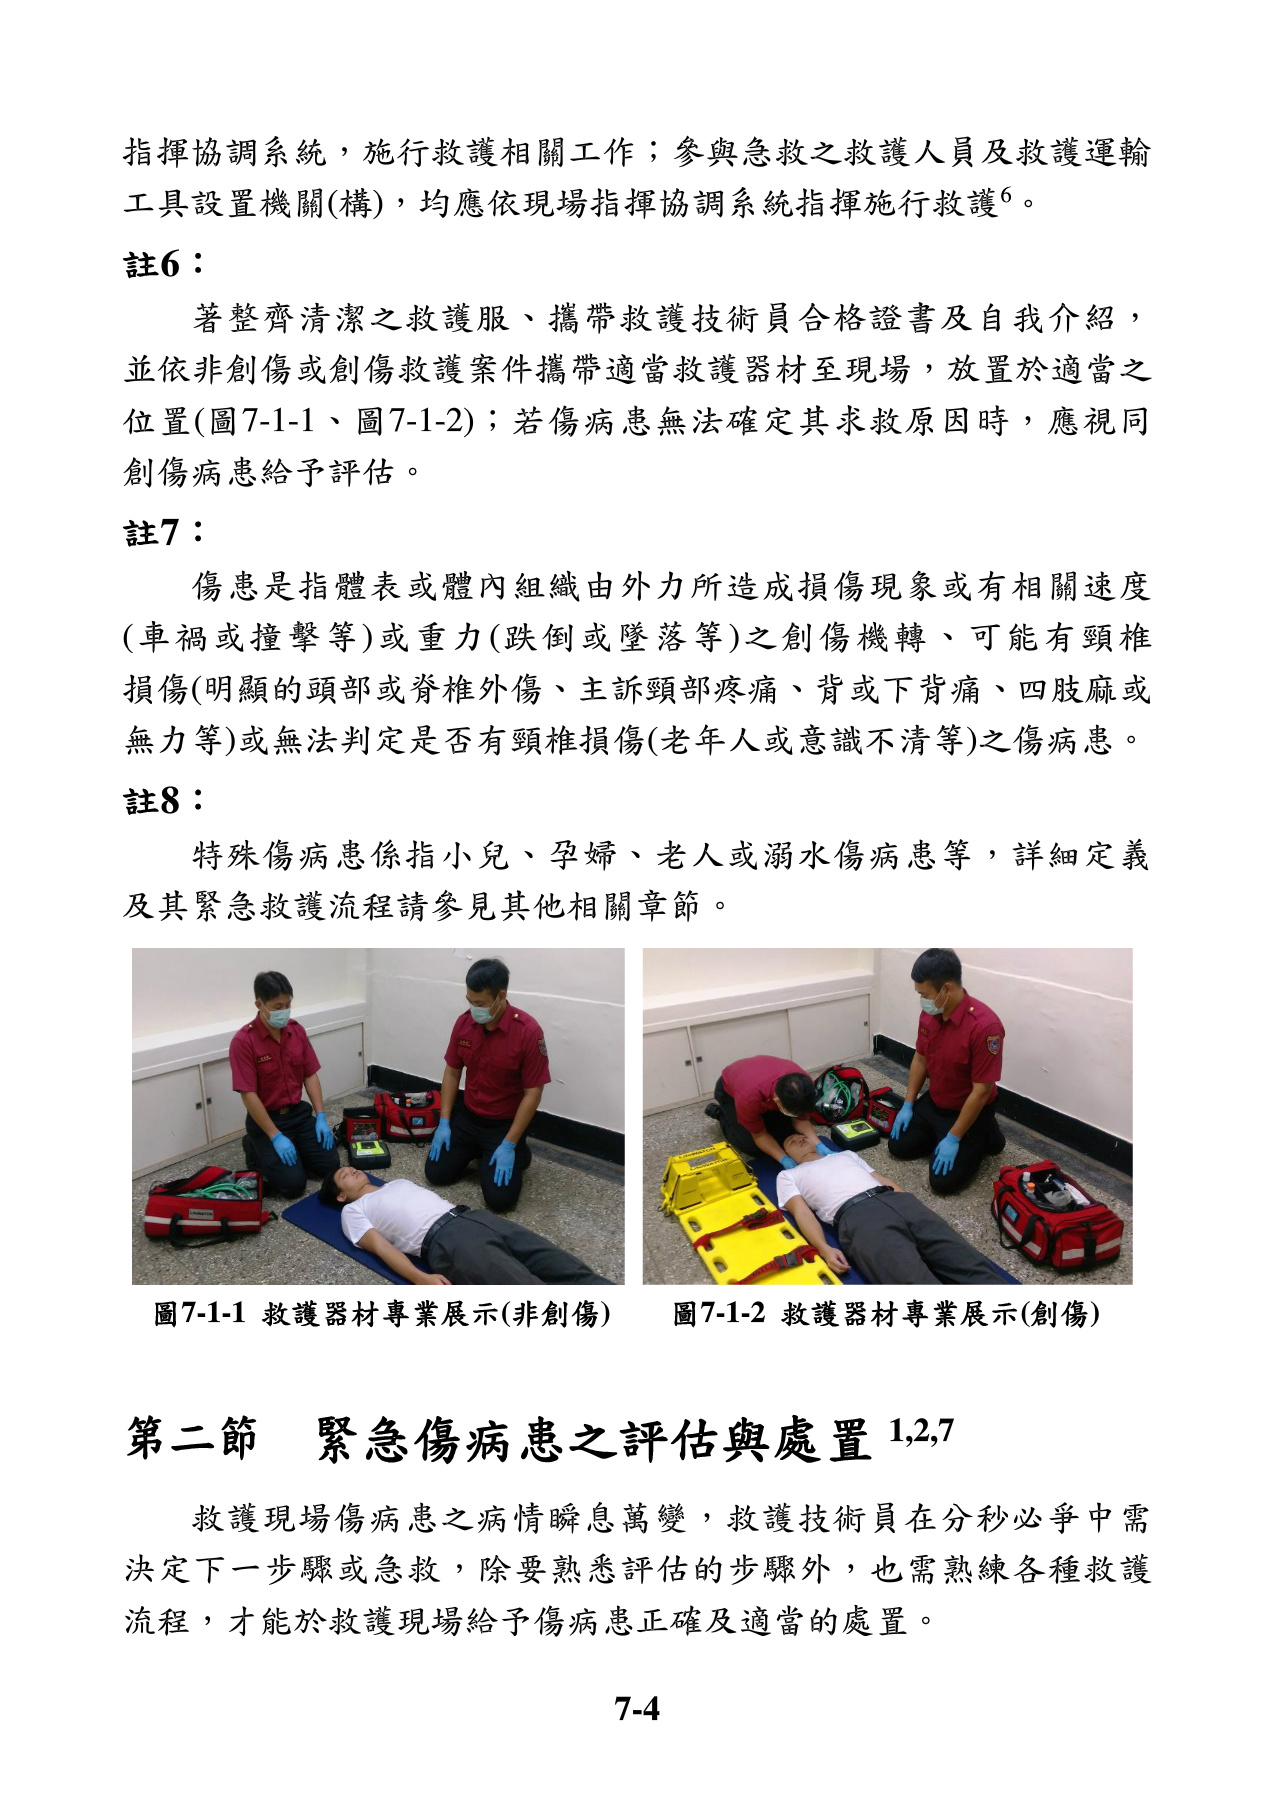 指揮協調系統，施行救護相關工作；參與急救之救護人員及救護運輸
工具設置機關(構)，均應依現場指揮協調系統指揮施行救護6。
註6：
著整齊清潔之救護服、攜帶救護技術員合格證書及自我介紹，
並依非創傷或創傷救護案件攜帶適當救護器材至現場，放置於適當之
位置(圖7-1-1、圖7-1-2)；若傷病患無法確定其求救原因時，應視同
創傷病患給予評估。
註7：
傷患是指體表或體內組織由外力所造成損傷現象或有相關速度
(車禍或撞擊等)或重力(跌倒或墜落等)之創傷機轉、可能有頸椎
損傷(明顯的頭部或脊椎外傷、主訴頸部疼痛、背或下背痛、四肢麻或
無力等)或無法判定是否有頸椎損傷(老年人或意識不清等)之傷病患。
註8：
特殊傷病患係指小兒、孕婦、老人或溺水傷病患等，詳細定義
及其緊急救護流程請參見其他相關章節。
圖7-1-1 救護器材專業展示(非創傷)
圖7-1-2 救護器材專業展示(創傷)
第二節　緊急傷病患之評估與處置 1,2,7
救護現場傷病患之病情瞬息萬變，救護技術員在分秒必爭中需
決定下一步驟或急救，除要熟悉評估的步驟外，也需熟練各種救護
流程，才能於救護現場給予傷病患正確及適當的處置。
7-4